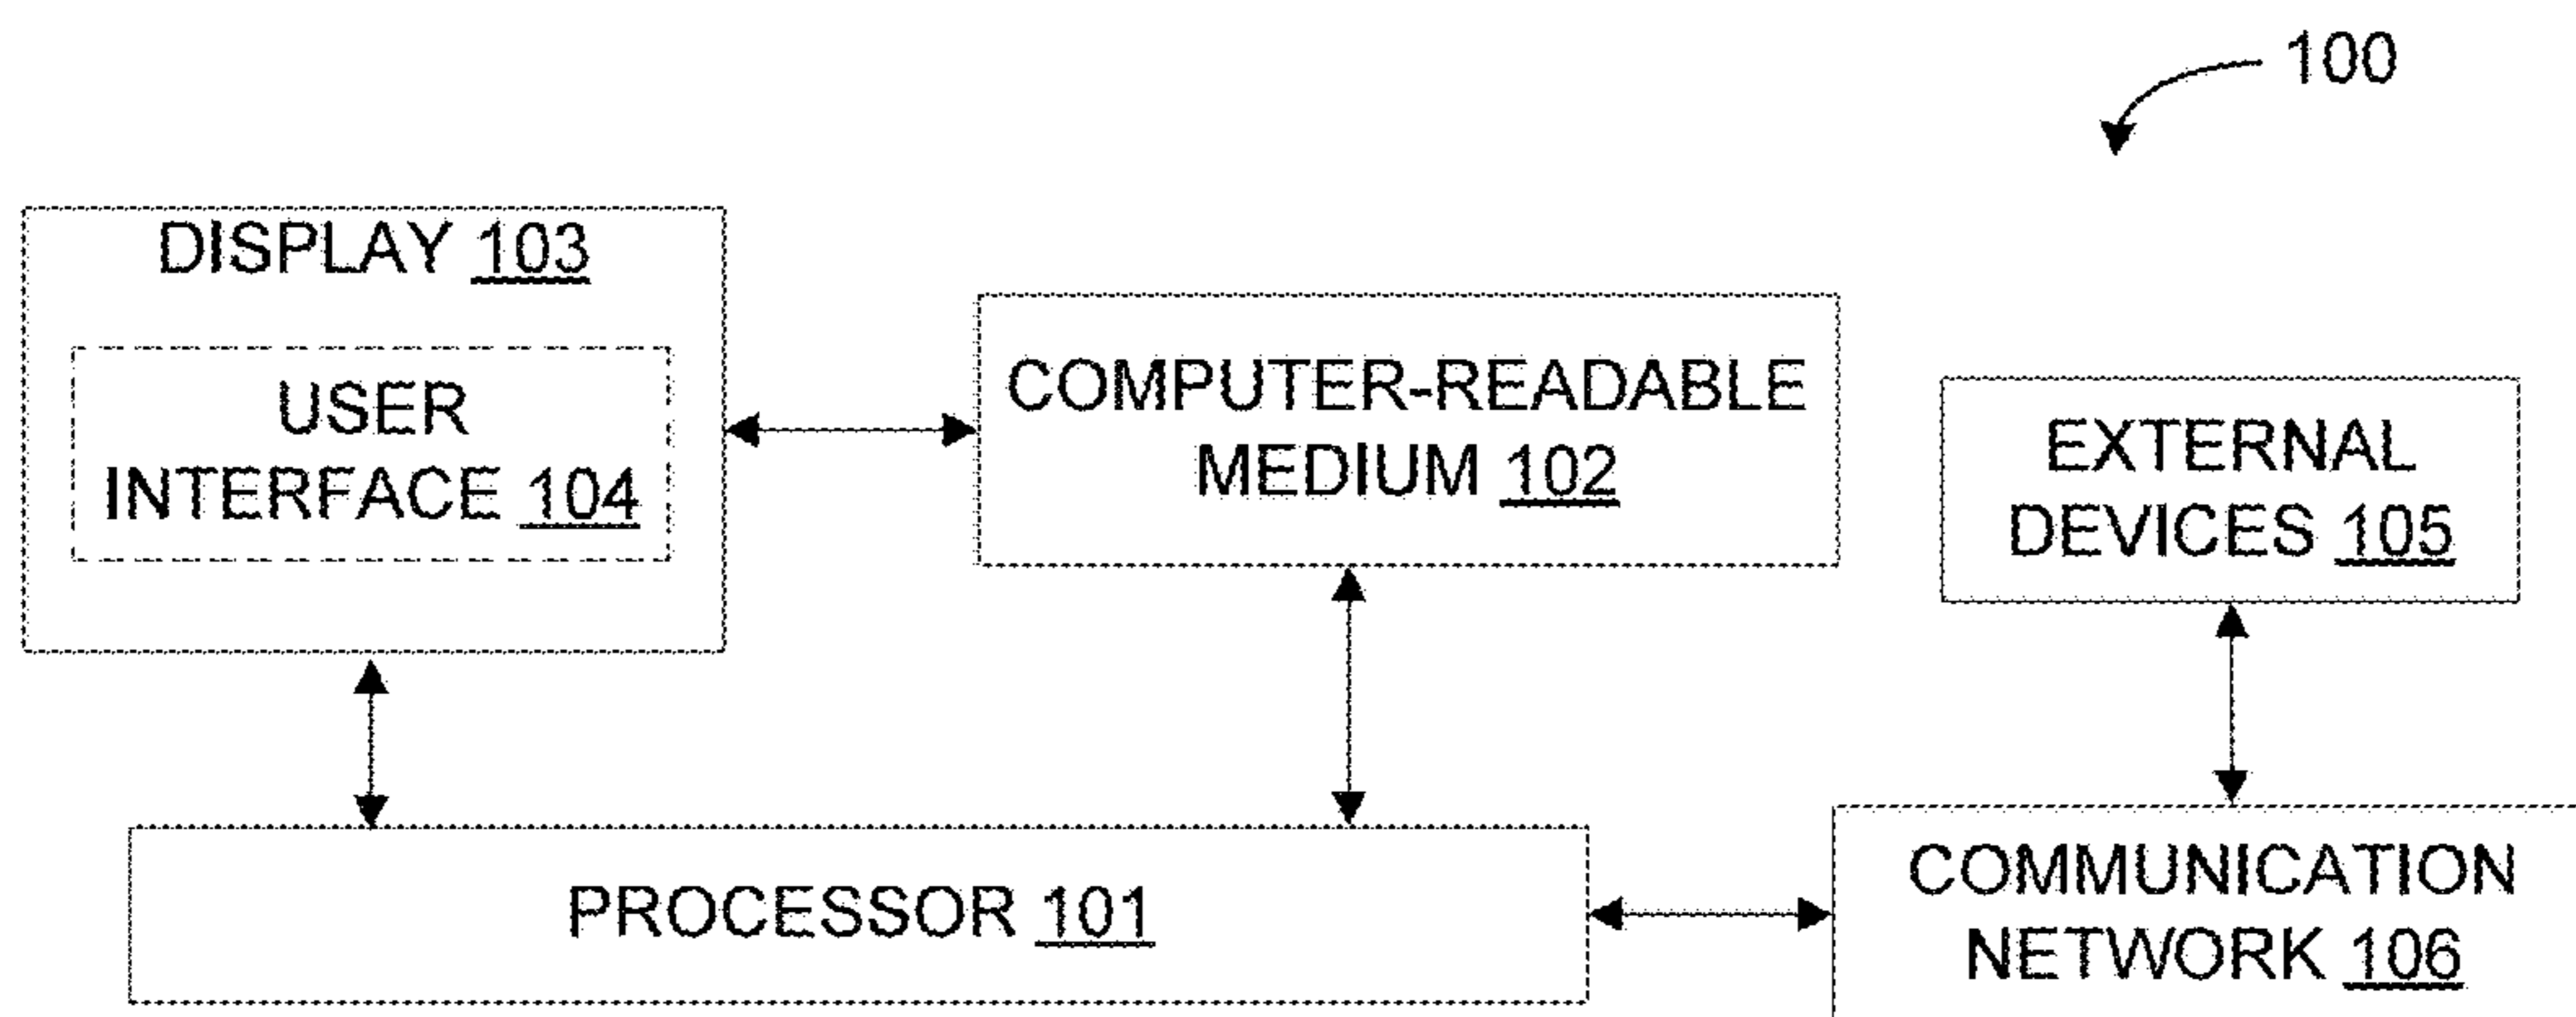 100
DISPLAY 103
USER
INTERFACE 104
COMPUTER-READABLE
MEDIUM 102
EXTERNAL
DEVICES 105
PROCESSOR 101
COMMUNICATION
NETWORK 106